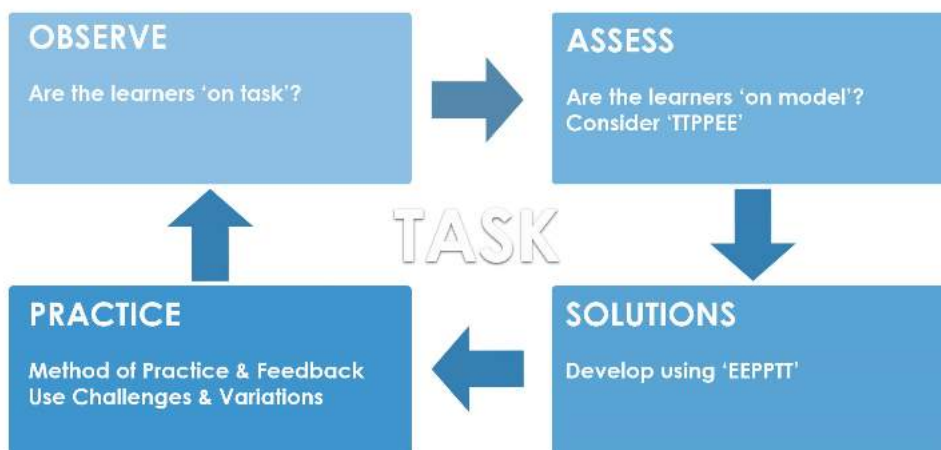 OBSERVE
Are the learners ‘on task’?
ASSESS
Are the learners ‘on model’?
Consider ‘TTPPEE’
TASK
PRACTICE
Method of Practice & Feedback
Use Challenges & Variations
SOLUTIONS
Develop using ‘EEPPTT’